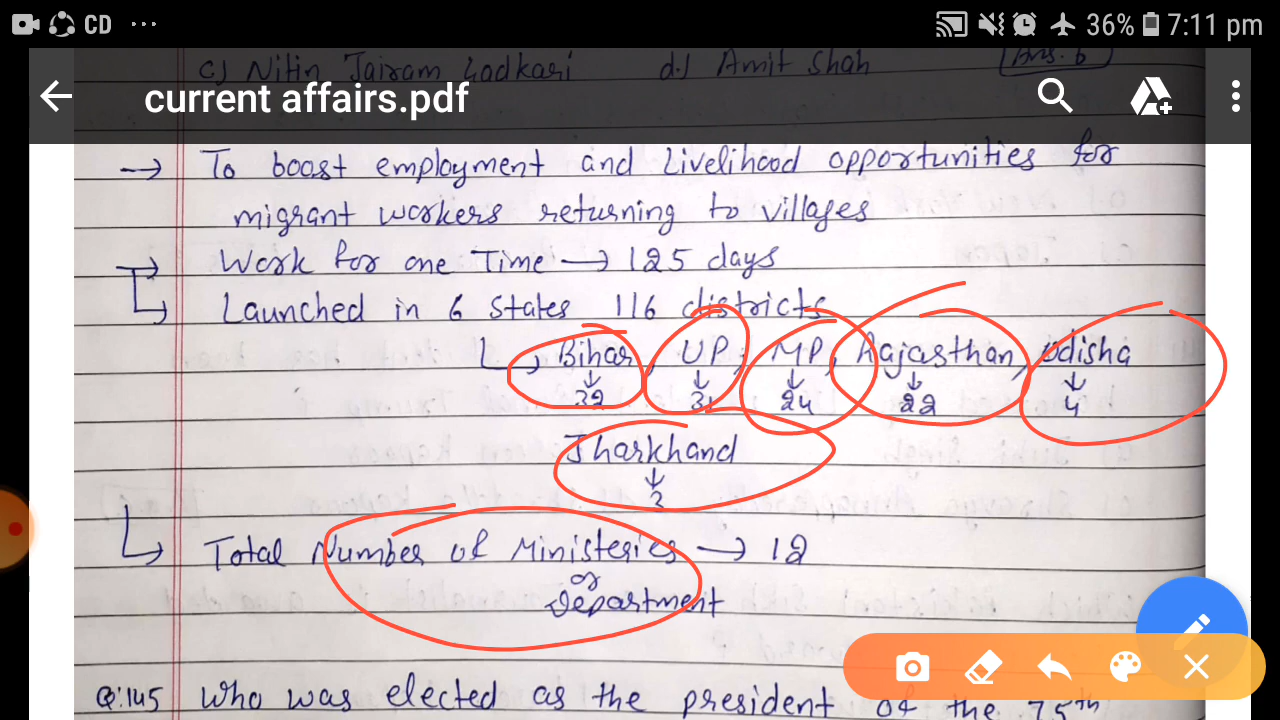 CD ... 36% 7:11 pm
c) Nitin Jairam Gadkari d.) Amit Shah Ans. b
current affairs.pdf
→ To boost employment and Livelihood opportunities for
migrant workers returning to villages
→ Work for one Time → 125 days
Launched in 6 States 116 districts
Bihar, UP, MP, Rajasthan, Odisha
↓ ↓ ↓ ↓ ↓
32 31 24 22 4
Jharkhand
↓
3
Total Number of Ministeries → 12
or
Department
Q:145 Who was elected as the president of the 75th